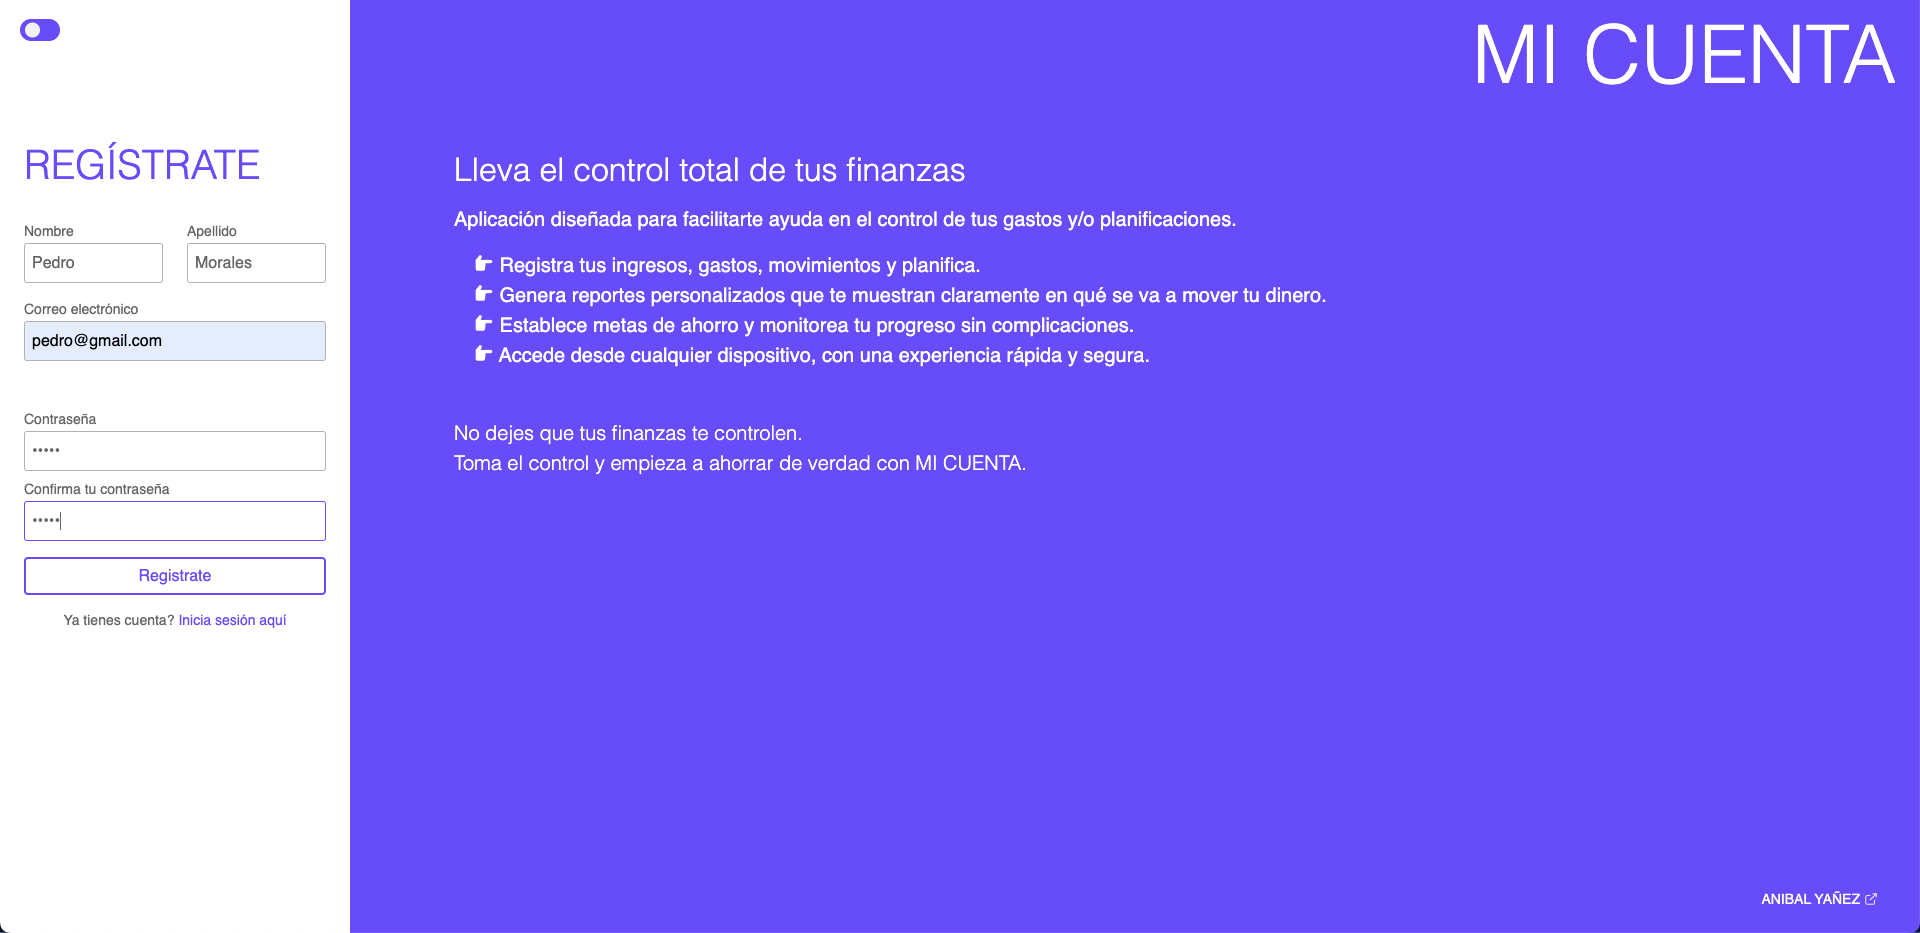 MI CUENTA
REGÍSTRATE
Nombre
Apellido
Pedro
Morales
Correo electrónico
pedro@gmail.com
Contraseña
•••••
Confirma tu contraseña
•••••
Registrate
Ya tienes cuenta? Inicia sesión aquí
Lleva el control total de tus finanzas
Aplicación diseñada para facilitarte ayuda en el control de tus gastos y/o planificaciones.
Registra tus ingresos, gastos, movimientos y planifica.
Genera reportes personalizados que te muestran claramente en qué se va a mover tu dinero.
Establece metas de ahorro y monitorea tu progreso sin complicaciones.
Accede desde cualquier dispositivo, con una experiencia rápida y segura.
No dejes que tus finanzas te controlen.
Toma el control y empieza a ahorrar de verdad con MI CUENTA.
ANIBAL YAÑEZ